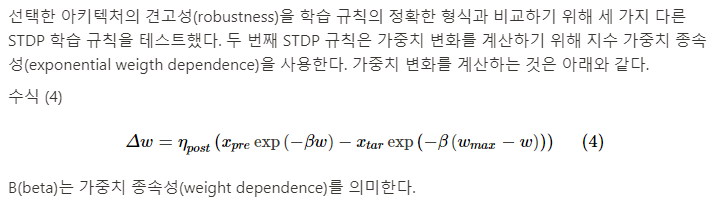 선택한 아키텍처의 견고성(robustness)을 학습 규칙의 정확한 형식과 비교하기 위해 세 가지 다른
STDP 학습 규칙을 테스트했다. 두 번째 STDP 규칙은 가중치 변화를 계산하기 위해 지수 가중치 종속
성(exponential weigth dependence)을 사용한다. 가중치 변화를 계산하는 것은 아래와 같다.
수식 (4)
Δw = η_post (x_pre exp (−βw) − x_tar exp (−β (w_max − w))) (4)
B(beta)는 가중치 종속성(weight dependence)를 의미한다.